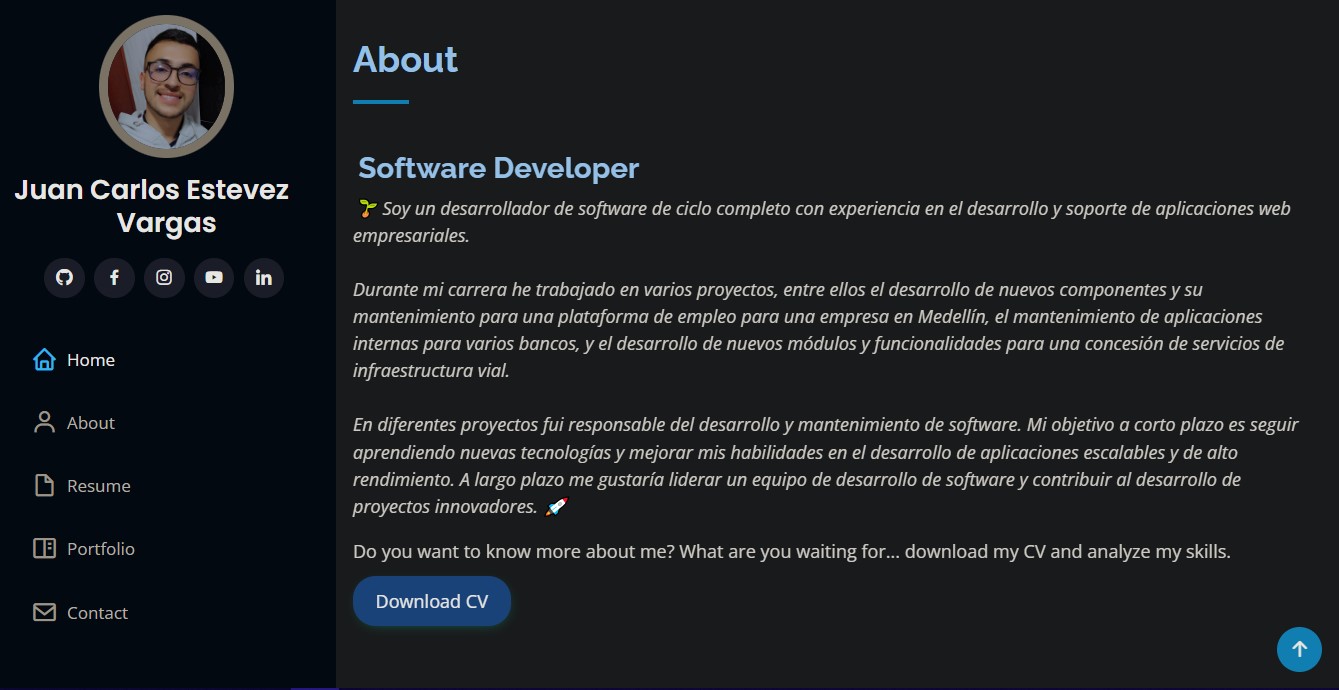 Juan Carlos Estevez
Vargas
Home
About
Resume
Portfolio
Contact
About
Software Developer
🌱 Soy un desarrollador de software de ciclo completo con experiencia en el desarrollo y soporte de aplicaciones web
empresariales.
Durante mi carrera he trabajado en varios proyectos, entre ellos el desarrollo de nuevos componentes y su
mantenimiento para una plataforma de empleo para una empresa en Medellín, el mantenimiento de aplicaciones
internas para varios bancos, y el desarrollo de nuevos módulos y funcionalidades para una concesión de servicios de
infraestructura vial.
En diferentes proyectos fui responsable del desarrollo y mantenimiento de software. Mi objetivo a corto plazo es seguir
aprendiendo nuevas tecnologías y mejorar mis habilidades en el desarrollo de aplicaciones escalables y de alto
rendimiento. A largo plazo me gustaría liderar un equipo de desarrollo de software y contribuir al desarrollo de
proyectos innovadores. 🚀
Do you want to know more about me? What are you waiting for... download my CV and analyze my skills.
Download CV